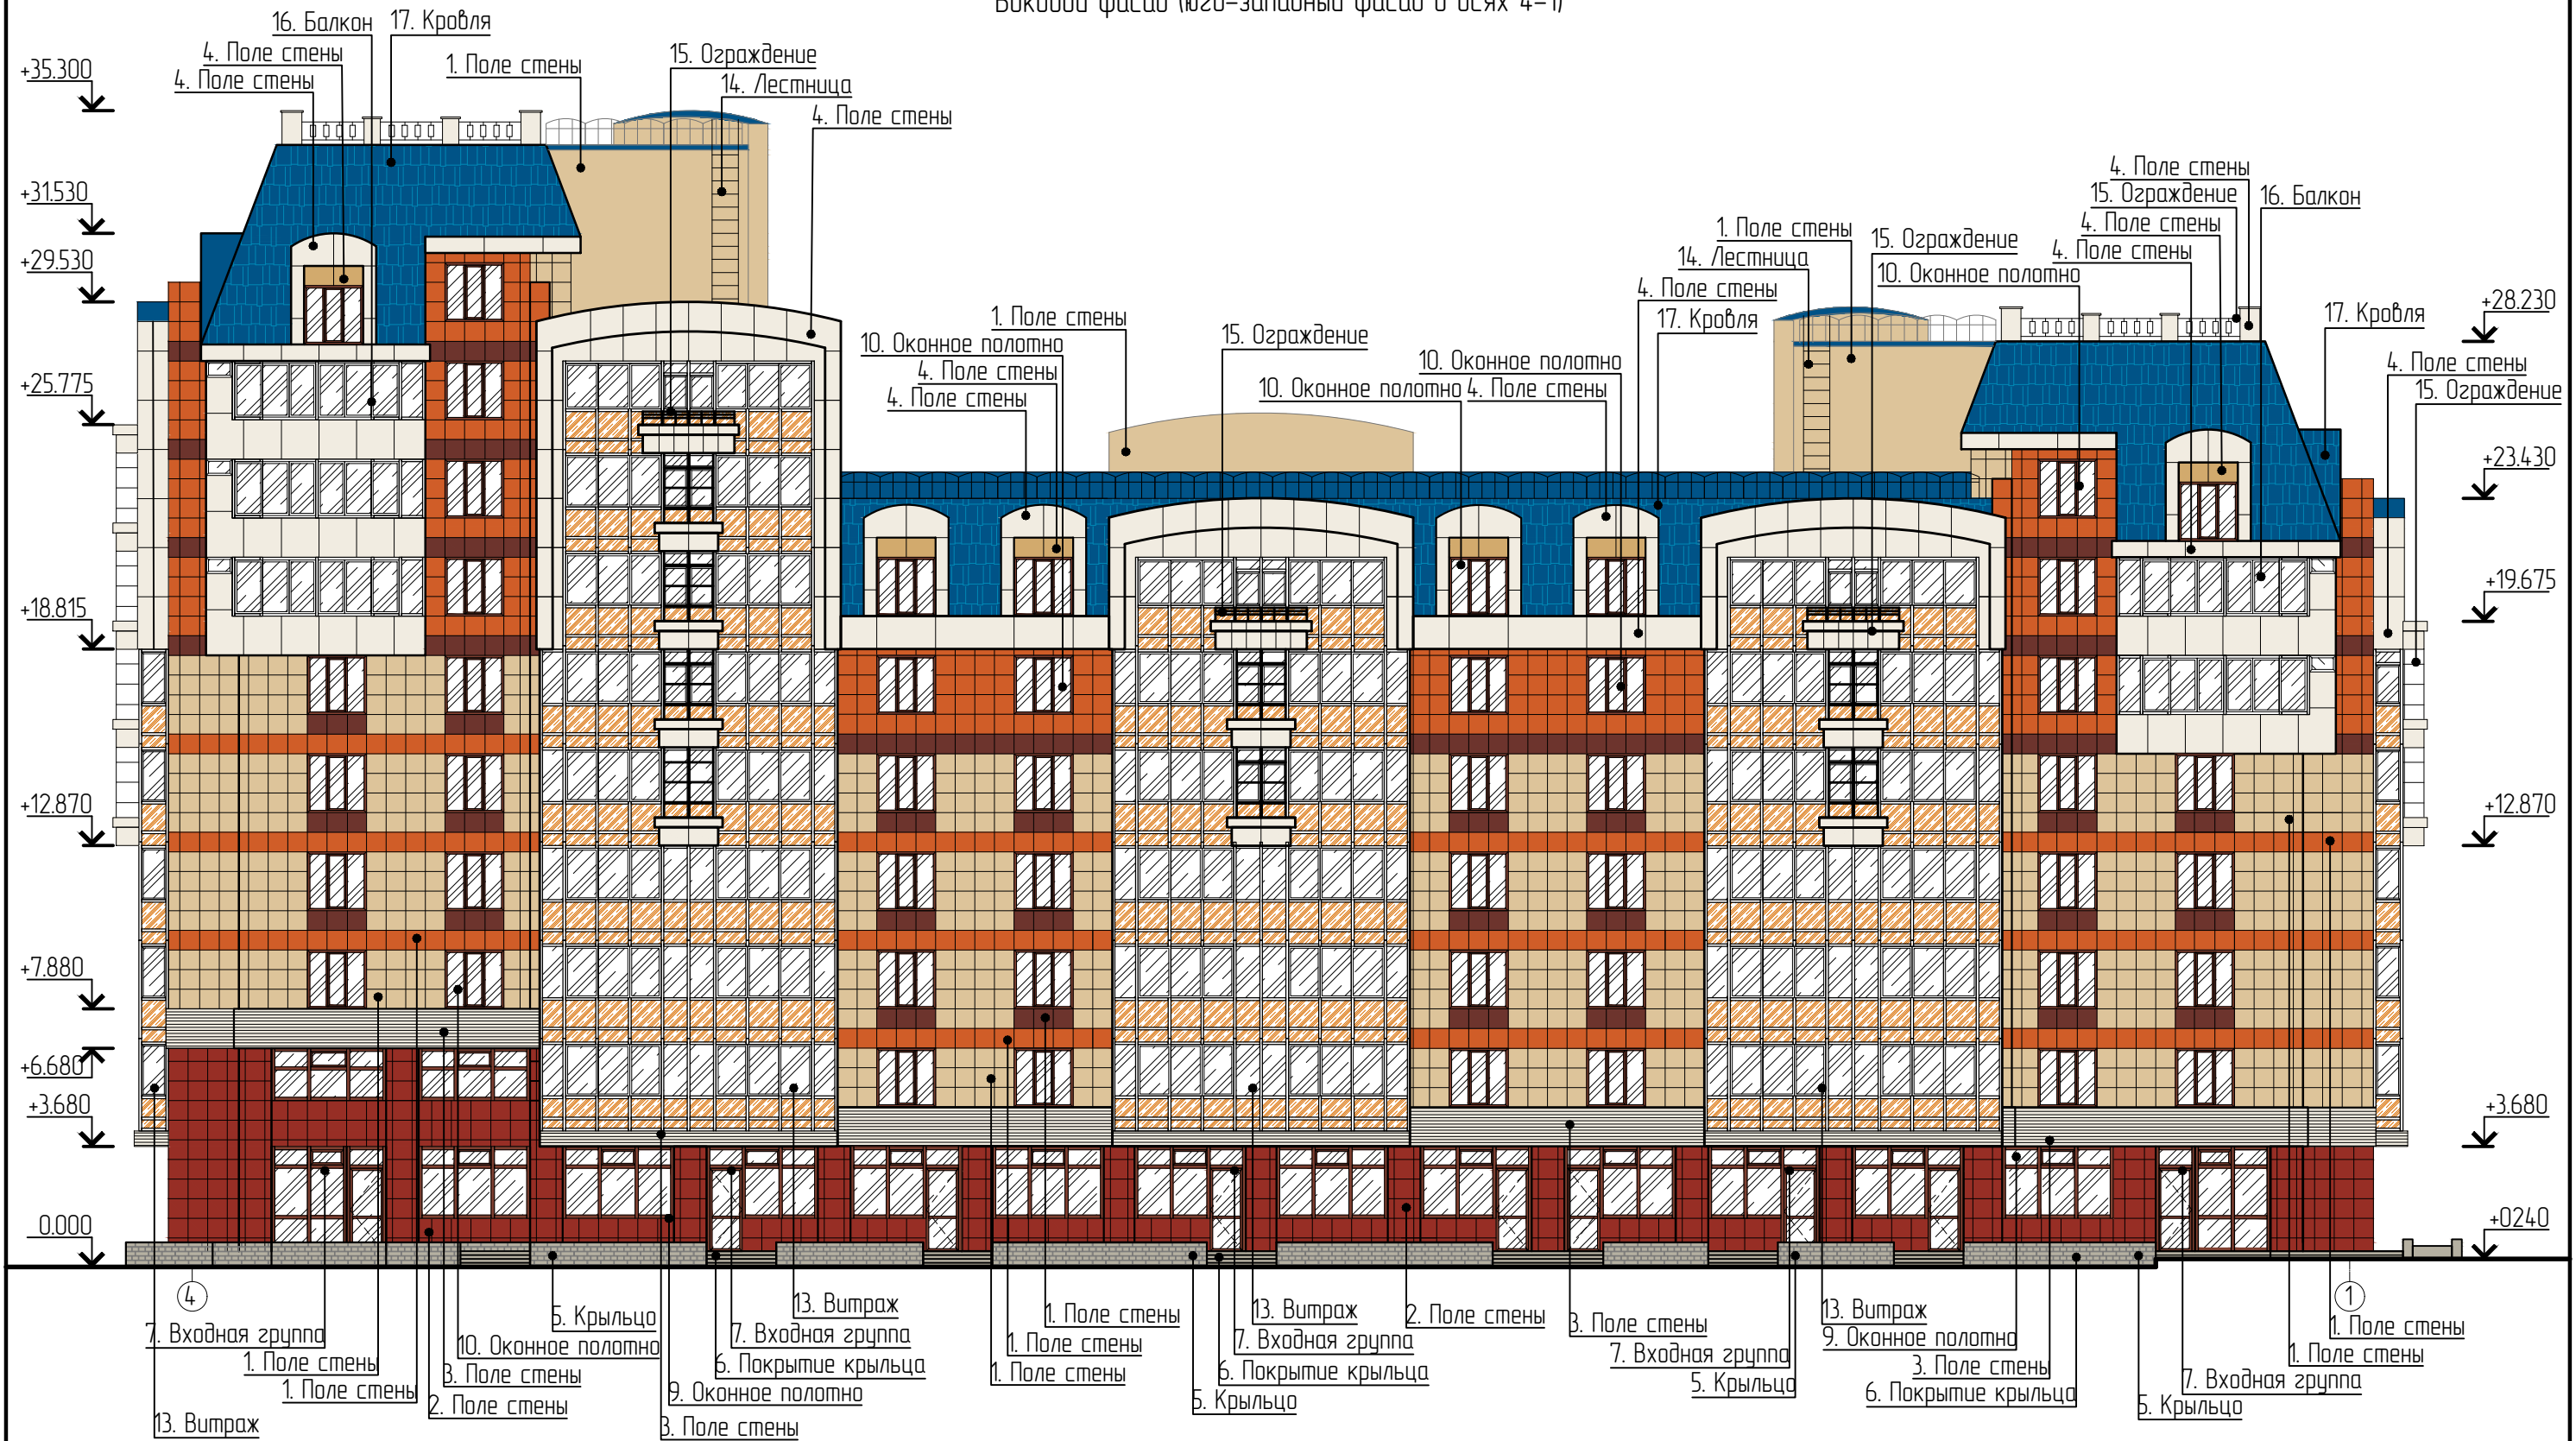 Боковой фасад (юго-западный фасад в осях 4-1)
16. Балкон
17. Кровля
4. Поле стены
4. Поле стены
1. Поле стены
15. Ограждение
14. Лестница
4. Поле стены
+35.300
+31.530
+29.530
+25.775
+18.815
+12.870
+7.880
+6.680
+3.680
0.000
1. Поле стены
10. Оконное полотно
4. Поле стены
4. Поле стены
15. Ограждение
10. Оконное полотно
10. Оконное полотно
4. Поле стены
4. Поле стены
17. Кровля
1. Поле стены
14. Лестница
15. Ограждение
10. Оконное полотно
4. Поле стены
15. Ограждение
4. Поле стены
4. Поле стены
16. Балкон
17. Кровля
4. Поле стены
15. Ограждение
+28.230
+23.430
+19.675
+12.870
+3.680
+0240
4
1
7. Входная группа
1. Поле стены
1. Поле стены
13. Витраж
5. Крыльцо
10. Оконное полотно
3. Поле стены
2. Поле стены
13. Витраж
7. Входная группа
6. Покрытие крыльца
9. Оконное полотно
3. Поле стены
1. Поле стены
1. Поле стены
1. Поле стены
13. Витраж
7. Входная группа
6. Покрытие крыльца
5. Крыльцо
2. Поле стены
3. Поле стены
13. Витраж
9. Оконное полотно
7. Входная группа
3. Поле стены
5. Крыльцо
6. Покрытие крыльца
1. Поле стены
1. Поле стены
7. Входная группа
5. Крыльцо